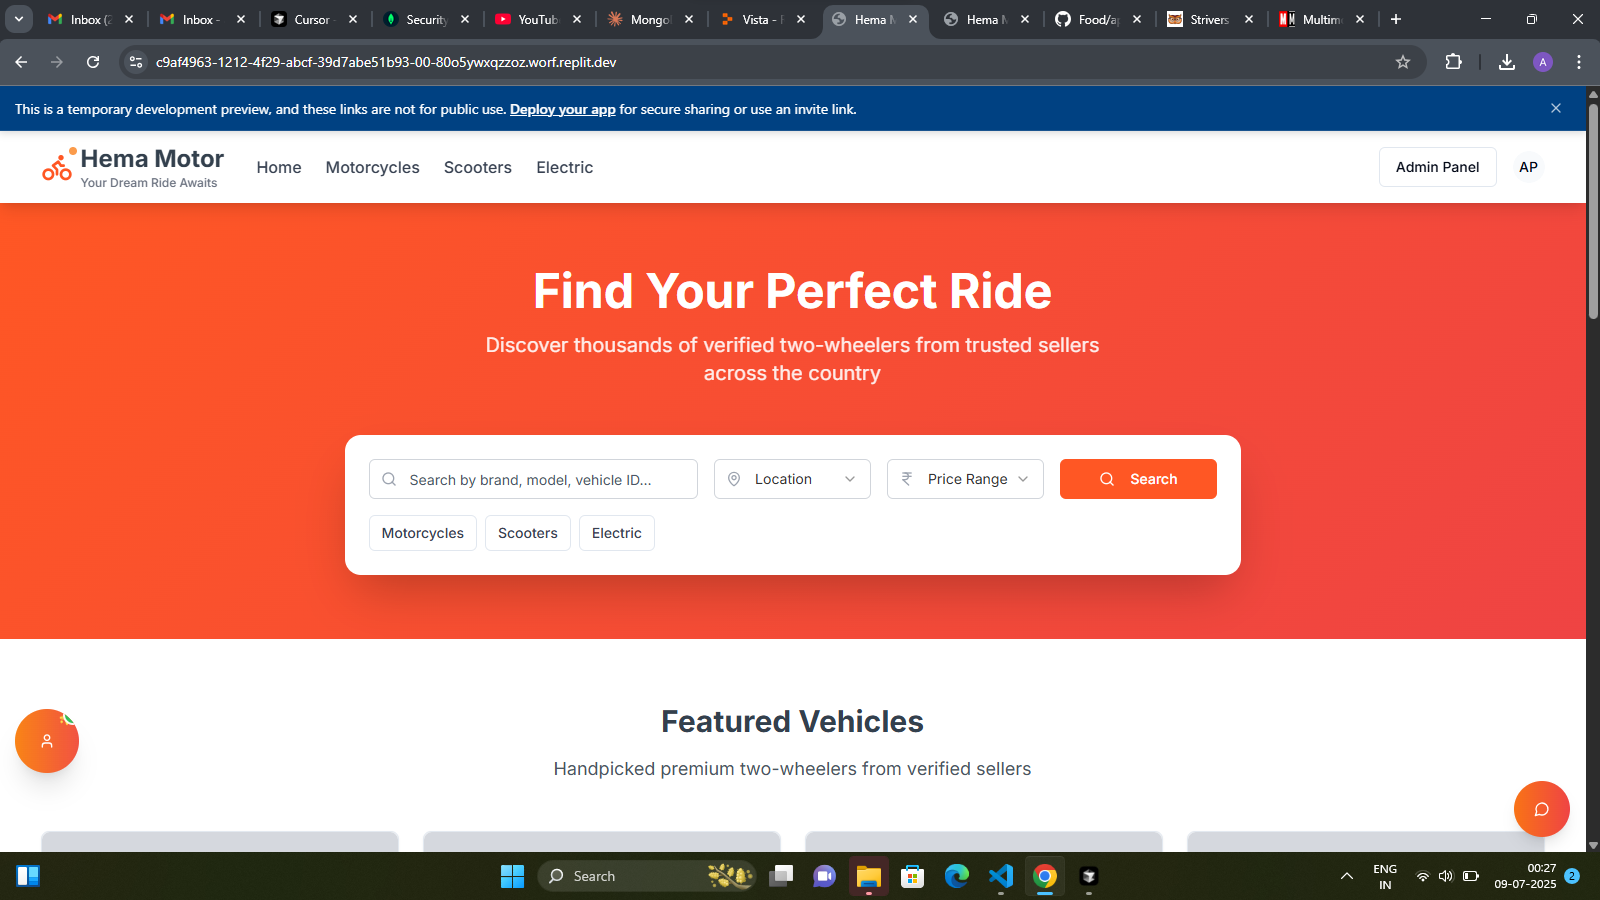 Inbox (2
Inbox -
Cursor
Security
YouTub
Mongo
Vista - F
Hema M
Hema M
Food/ap
Strivers
Multim
c9af4963-1212-4f29-abcf-39d7abe51b93-00-80o5ywxqzzoz.worf.replit.dev
A
This is a temporary development preview, and these links are not for public use. Deploy your app for secure sharing or use an invite link.
Hema Motor
Your Dream Ride Awaits
Home
Motorcycles
Scooters
Electric
Admin Panel
AP
Find Your Perfect Ride
Discover thousands of verified two-wheelers from trusted sellers
across the country
Search by brand, model, vehicle ID...
Location
₹ Price Range
Search
Motorcycles
Scooters
Electric
Featured Vehicles
Handpicked premium two-wheelers from verified sellers
Search
ENG
IN
00:27
09-07-2025
2